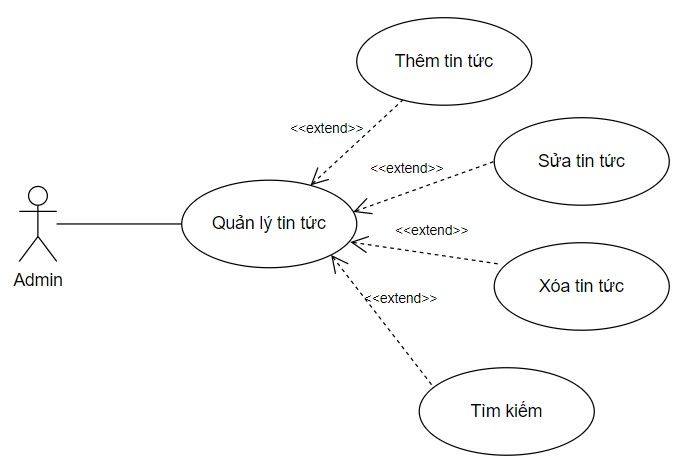 Thêm tin tức
<<extend>>
Sửa tin tức
<<extend>>
Quản lý tin tức
<<extend>>
Admin
Xóa tin tức
<<extend>>
Tìm kiếm